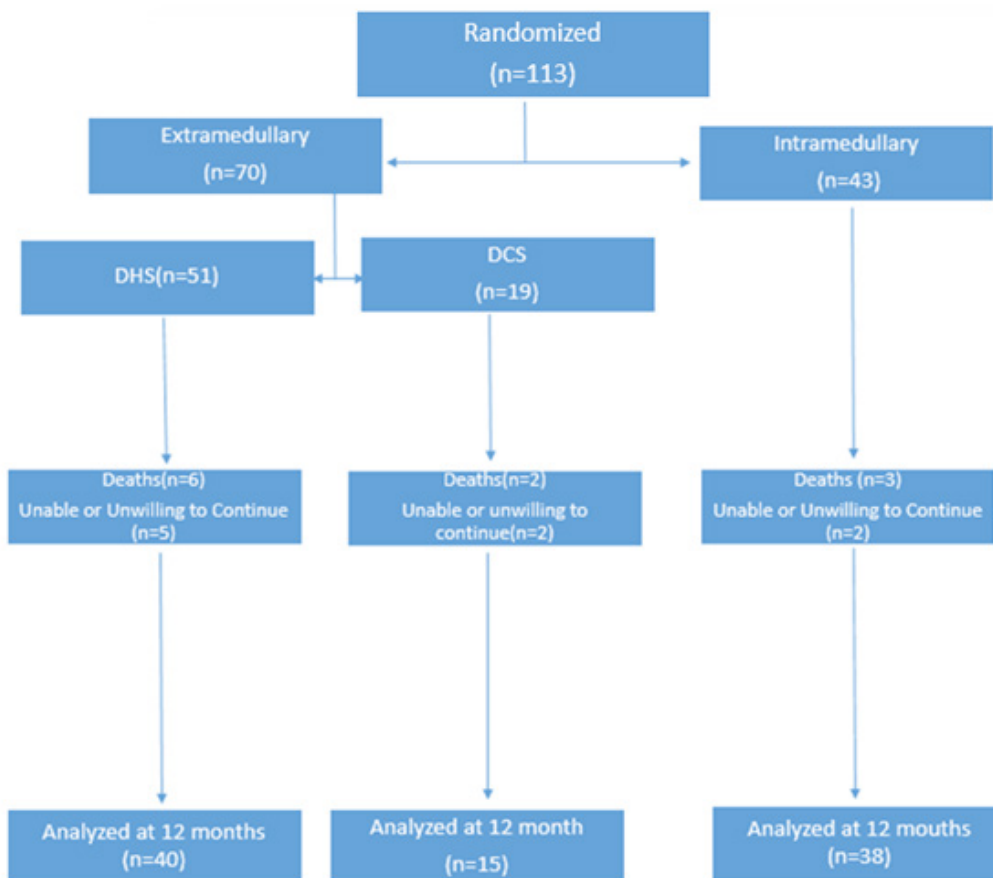 Randomized
(n=113)
Extramedullary
(n=70)
Intramedullary
(n=43)
DHS(n=51)
DCS
(n=19)
Deaths(n=6)
Unable or Unwilling to Continue
(n=5)
Deaths(n=2)
Unable or unwilling to
continue(n=2)
Deaths (n=3)
Unable or Unwilling to Continue
(n=2)
Analyzed at 12 months
(n=40)
Analyzed at 12 month
(n=15)
Analyzed at 12 mouths
(n=38)